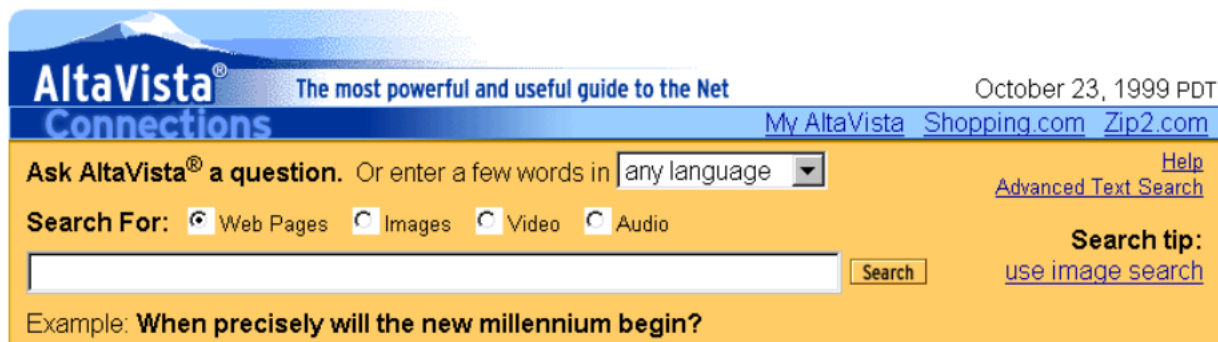 AltaVista® The most powerful and useful guide to the Net October 23, 1999 PDT
Connections My AltaVista Shopping.com Zip2.com
Ask AltaVista® a question. Or enter a few words in any language Help
Advanced Text Search
Search For: Web Pages Images Video Audio
Search tip:
Search use image search
Example: When precisely will the new millennium begin?